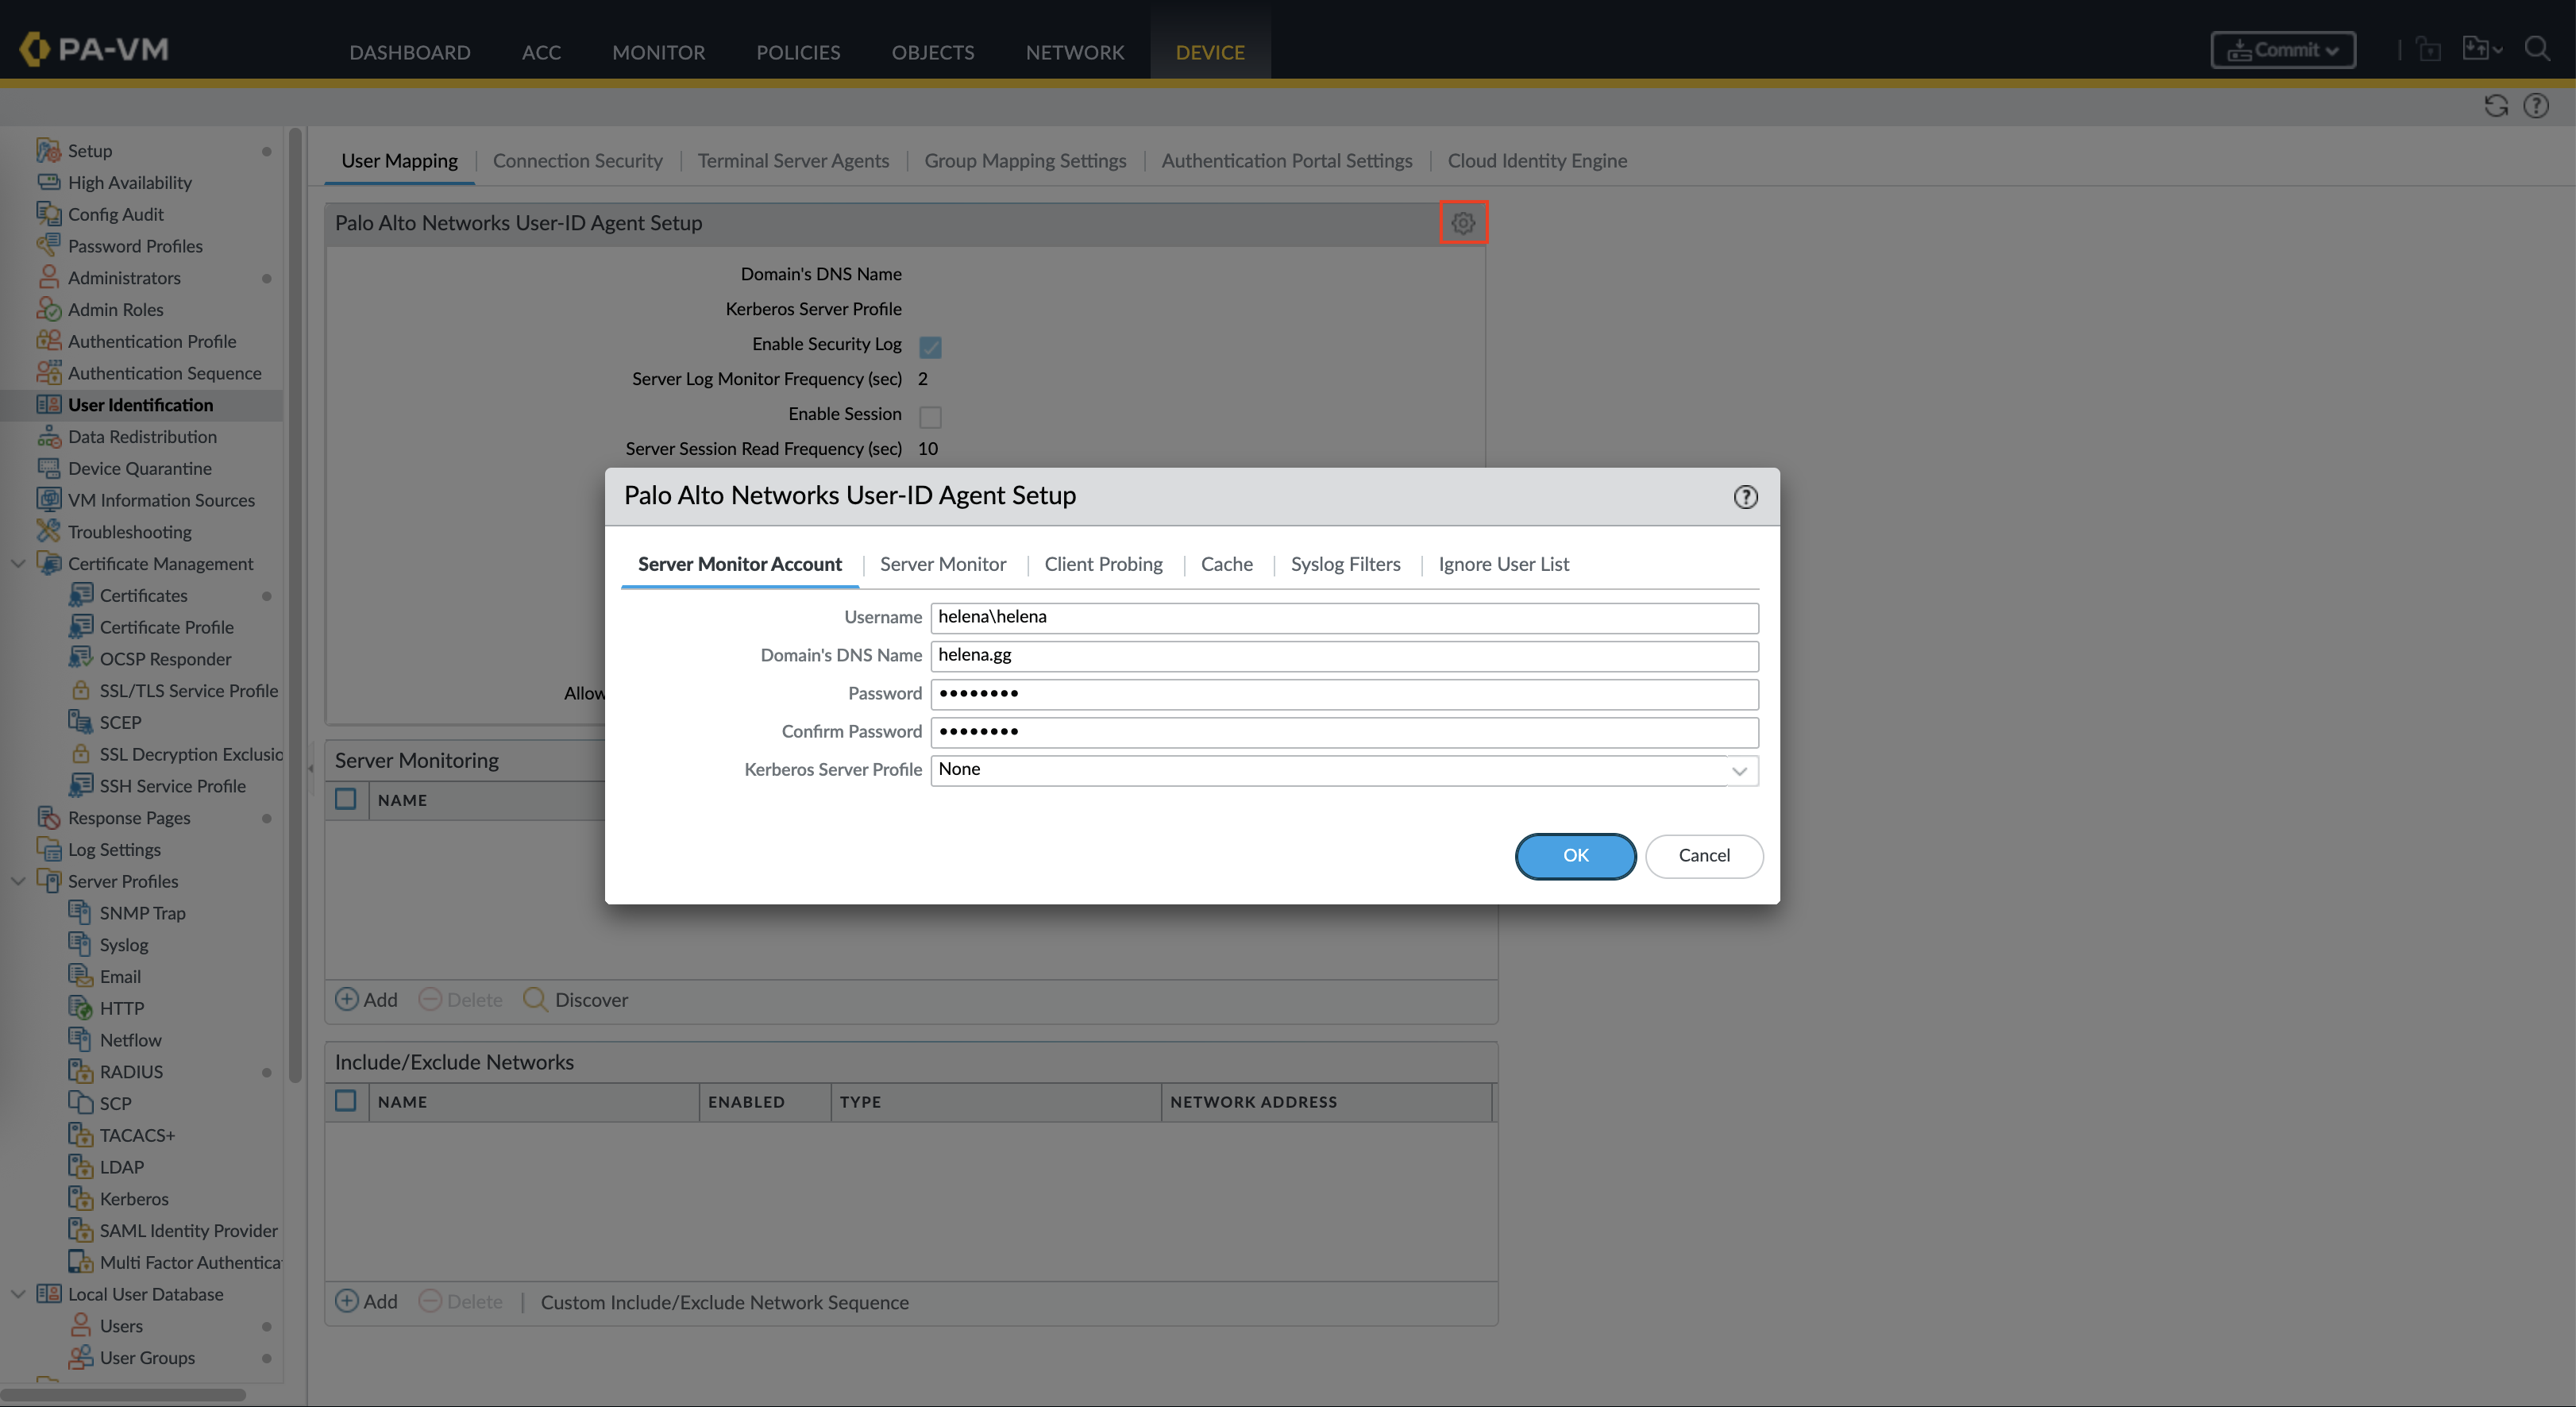 PA-VM
DASHBOARD ACC MONITOR POLICIES OBJECTS NETWORK DEVICE
Commit
Setup
High Availability
Config Audit
Password Profiles
Administrators
Admin Roles
Authentication Profile
Authentication Sequence
User Identification
Data Redistribution
Device Quarantine
VM Information Sources
Troubleshooting
Certificate Management
Certificates
Certificate Profile
OCSP Responder
SSL/TLS Service Profile
SCEP
SSL Decryption Exclusio
SSH Service Profile
Response Pages
Log Settings
Server Profiles
SNMP Trap
Syslog
Email
HTTP
Netflow
RADIUS
SCP
TACACS+
LDAP
Kerberos
SAML Identity Provider
Multi Factor Authentica
Local User Database
Users
User Groups
User Mapping Connection Security Terminal Server Agents Group Mapping Settings Authentication Portal Settings Cloud Identity Engine
Palo Alto Networks User-ID Agent Setup
Domain's DNS Name
Kerberos Server Profile
Enable Security Log
Server Log Monitor Frequency (sec) 2
Enable Session
Server Session Read Frequency (sec) 10
Allow
Palo Alto Networks User-ID Agent Setup
Server Monitor Account Server Monitor Client Probing Cache Syslog Filters Ignore User List
Username helena\helena
Domain's DNS Name helena.gg
Password ••••••••
Confirm Password ••••••••
Kerberos Server Profile None
OK Cancel
Server Monitoring
NAME
Add Delete Discover
Include/Exclude Networks
NAME ENABLED TYPE NETWORK ADDRESS
Add Delete | Custom Include/Exclude Network Sequence